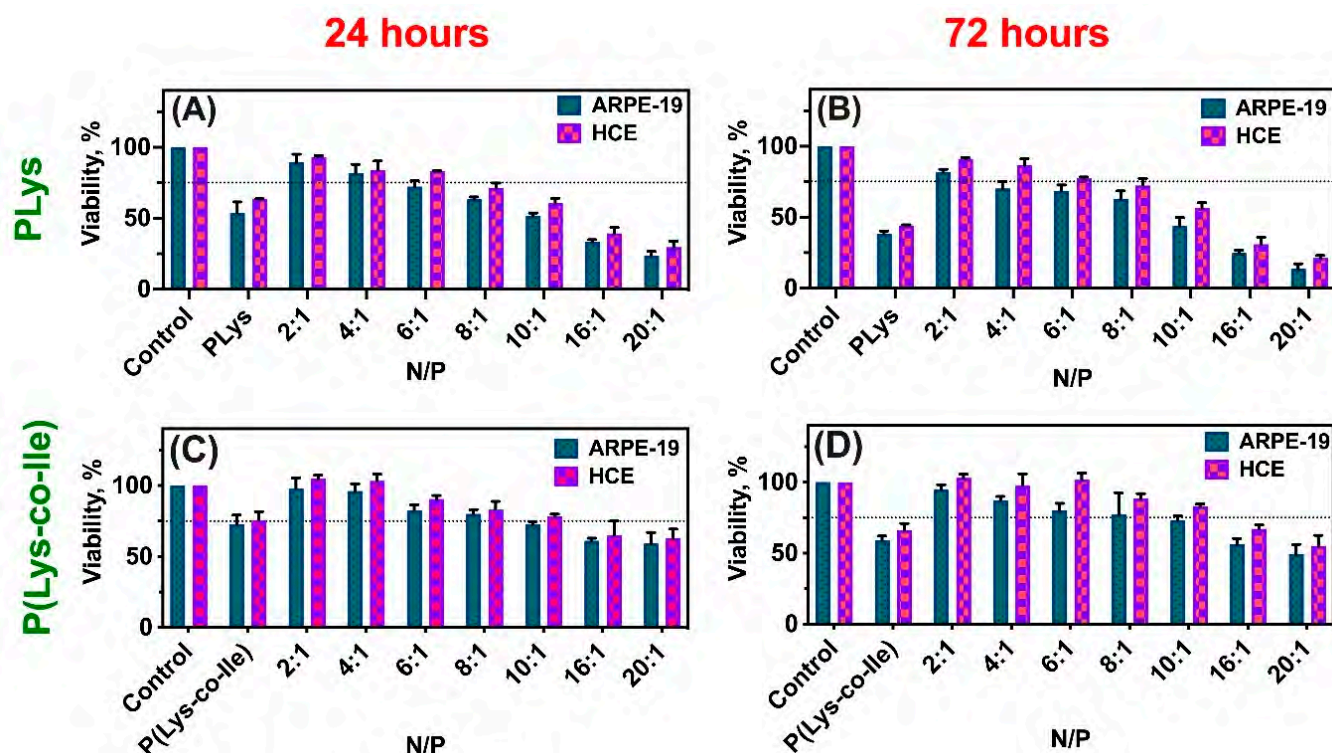 24 hours
72 hours
PLys
(A)
ARPE-19
HCE
Viability, %
100
50
0
Control
PLys
2:1
4:1
6:1
8:1
10:1
16:1
20:1
N/P
(B)
ARPE-19
HCE
Viability, %
100
50
0
Control
PLys
2:1
4:1
6:1
8:1
10:1
16:1
20:1
N/P
P(Lys-co-Ile)
(C)
ARPE-19
HCE
Viability, %
100
50
0
Control
P(Lys-co-Ile)
2:1
4:1
6:1
8:1
10:1
16:1
20:1
N/P
(D)
ARPE-19
HCE
Viability, %
100
50
0
Control
P(Lys-co-Ile)
2:1
4:1
6:1
8:1
10:1
16:1
20:1
N/P